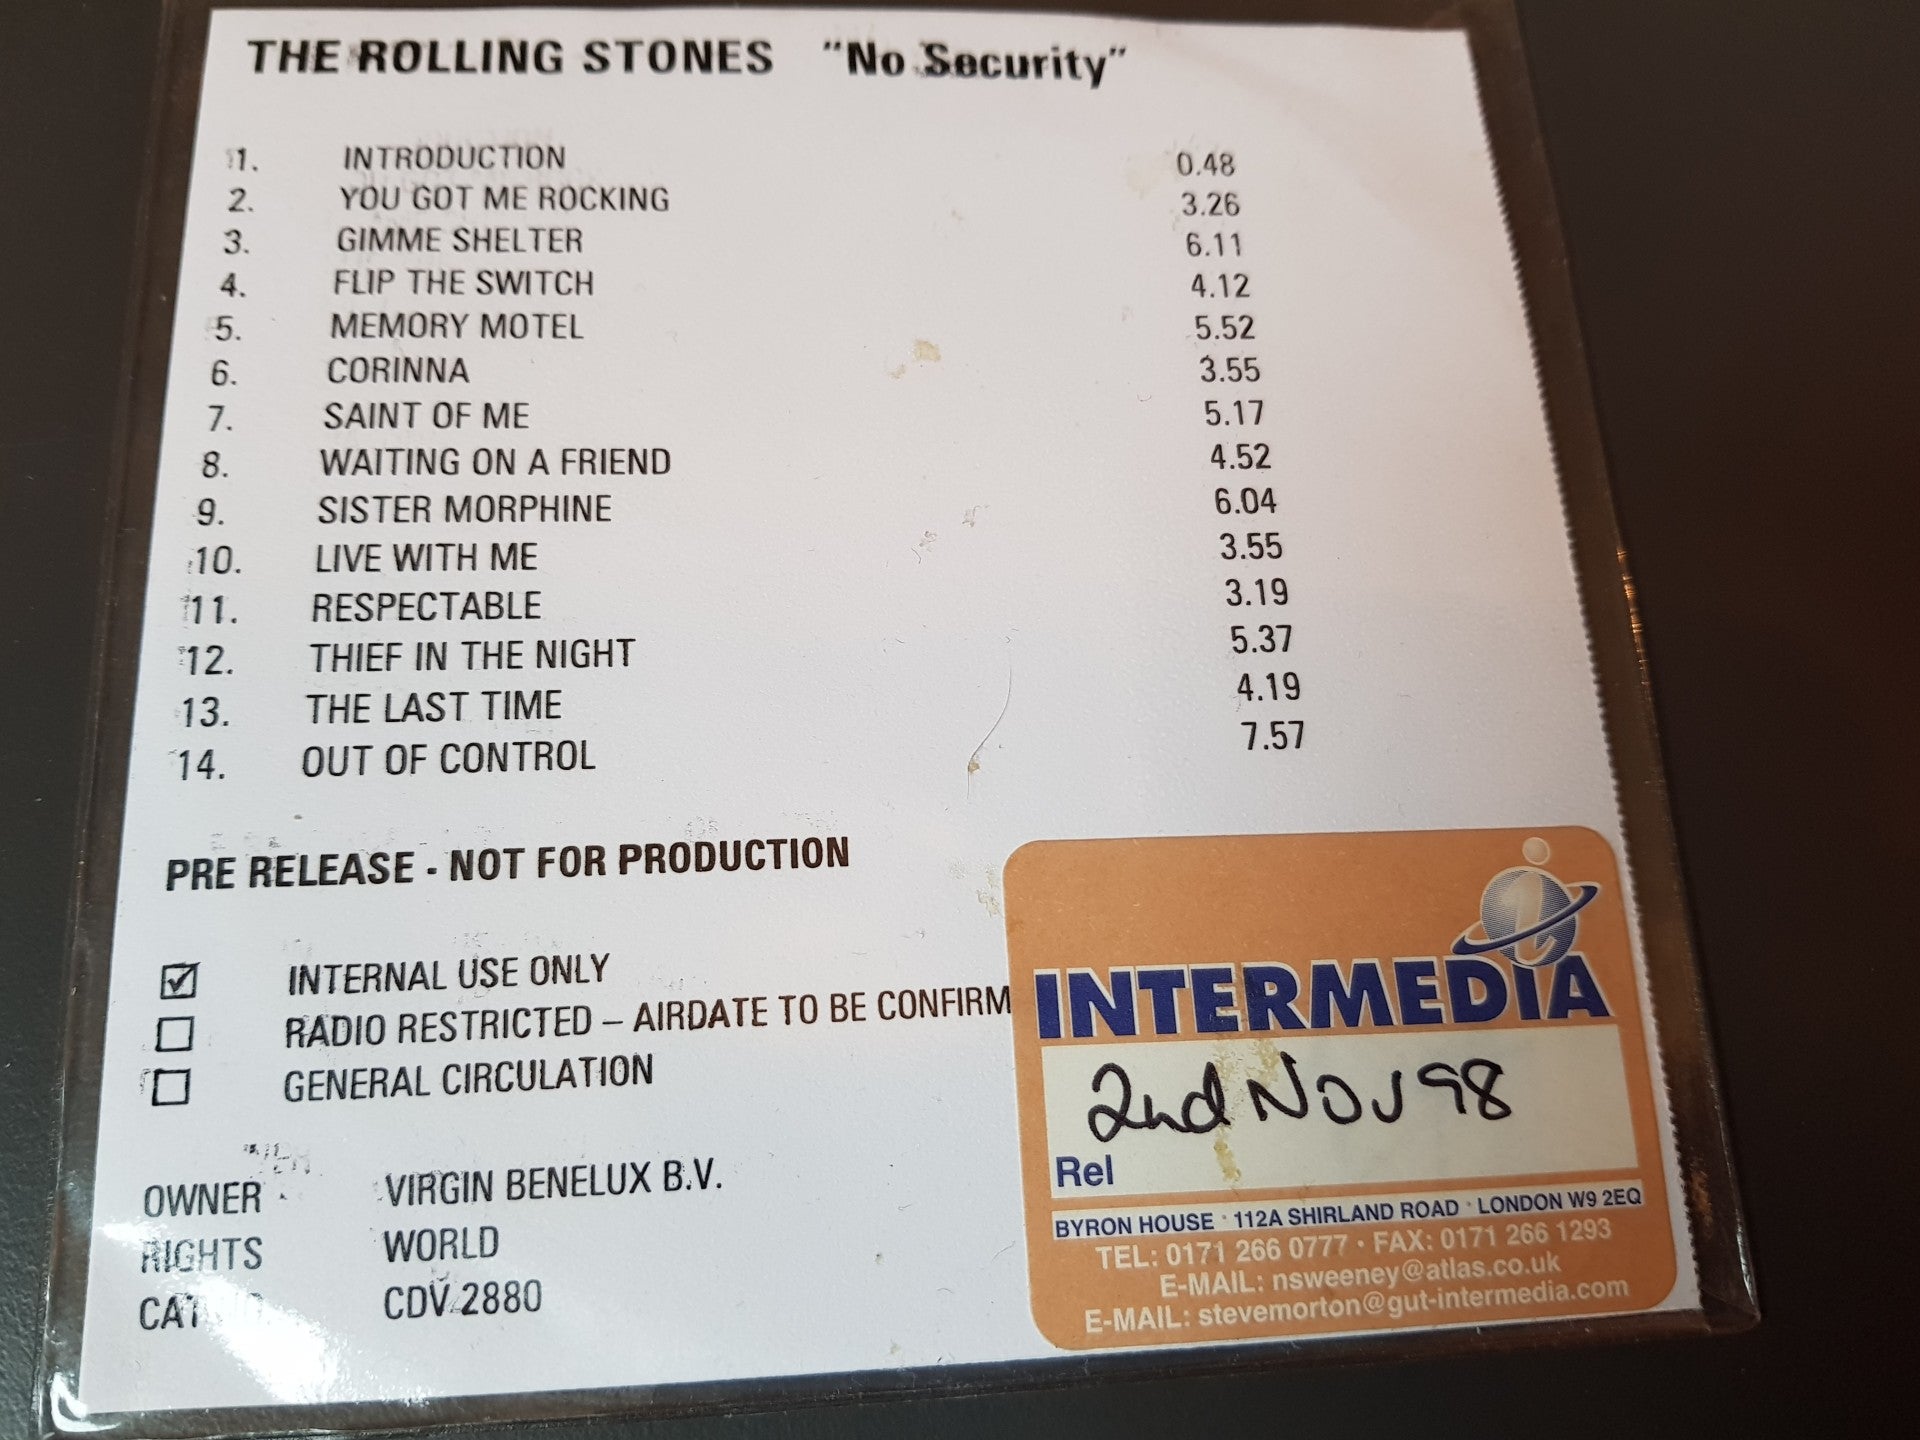 THE ROLLING STONES "No Security"
1. INTRODUCTION 0.48
2. YOU GOT ME ROCKING 3.26
3. GIMME SHELTER 6.11
4. FLIP THE SWITCH 4.12
5. MEMORY MOTEL 5.52
6. CORINNA 3.55
7. SAINT OF ME 5.17
8. WAITING ON A FRIEND 4.52
9. SISTER MORPHINE 6.04
10. LIVE WITH ME 3.55
11. RESPECTABLE 3.19
12. THIEF IN THE NIGHT 5.37
13. THE LAST TIME 4.19
14. OUT OF CONTROL 7.57
PRE RELEASE - NOT FOR PRODUCTION
INTERNAL USE ONLY
RADIO RESTRICTED – AIRDATE TO BE CONFIRM
GENERAL CIRCULATION
OWNER VIRGIN BENELUX B.V.
RIGHTS WORLD
CAT CDV 2880
INTERMEDIA
2nd Nov 98
Rel
BYRON HOUSE · 112A SHIRLAND ROAD · LONDON W9 2EQ
TEL: 0171 266 0777 · FAX: 0171 266 1293
E-MAIL: nsweeney@atlas.co.uk
E-MAIL: stevemorton@gut-intermedia.com